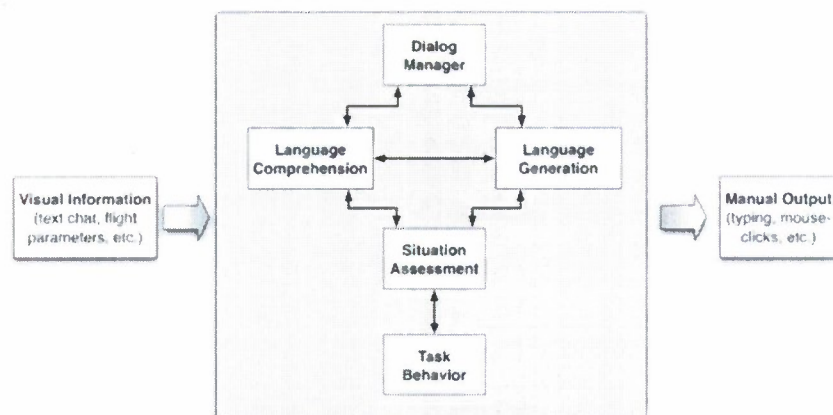 Dialog
Manager
Language
Comprehension
Language
Generation
Visual Information
(text chat, flight
parameters, etc.)
Manual Output
(typing, mouse-
clicks, etc.)
Situation
Assessment
Task
Behavior